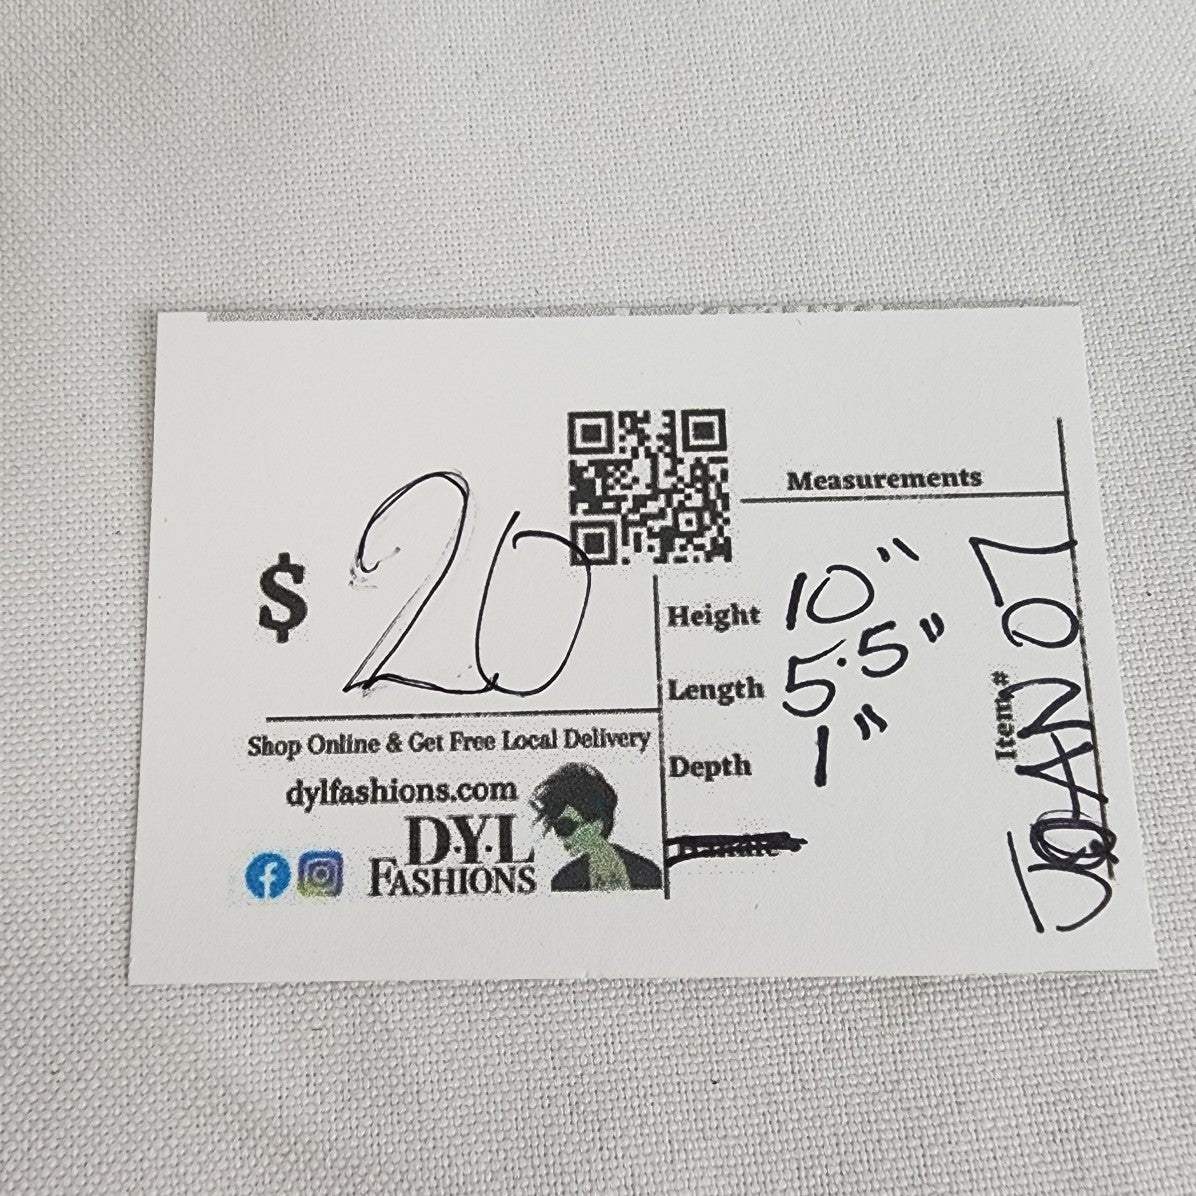 $ 20
Shop Online & Get Free Local Delivery
dylfashions.com
D.Y.L
FASHIONS
Measurements
Height 10"
Length 5.5"
Depth 1"
Item#